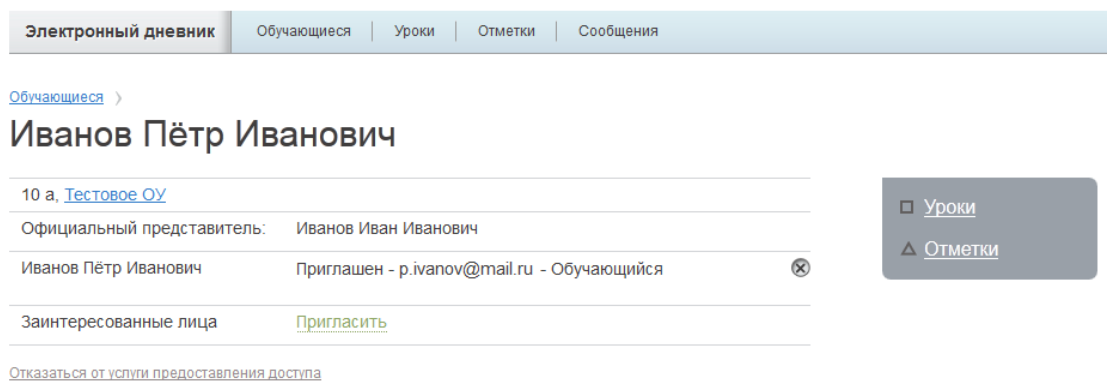 Электронный дневник Обучающиеся Уроки Отметки Сообщения
Обучающиеся
Иванов Пётр Иванович
10 а, Тестовое ОУ
Официальный представитель: Иванов Иван Иванович
Иванов Пётр Иванович Приглашен - p.ivanov@mail.ru - Обучающийся
Заинтересованные лица Пригласить
Отказаться от услуги предоставления доступа
Уроки
Отметки